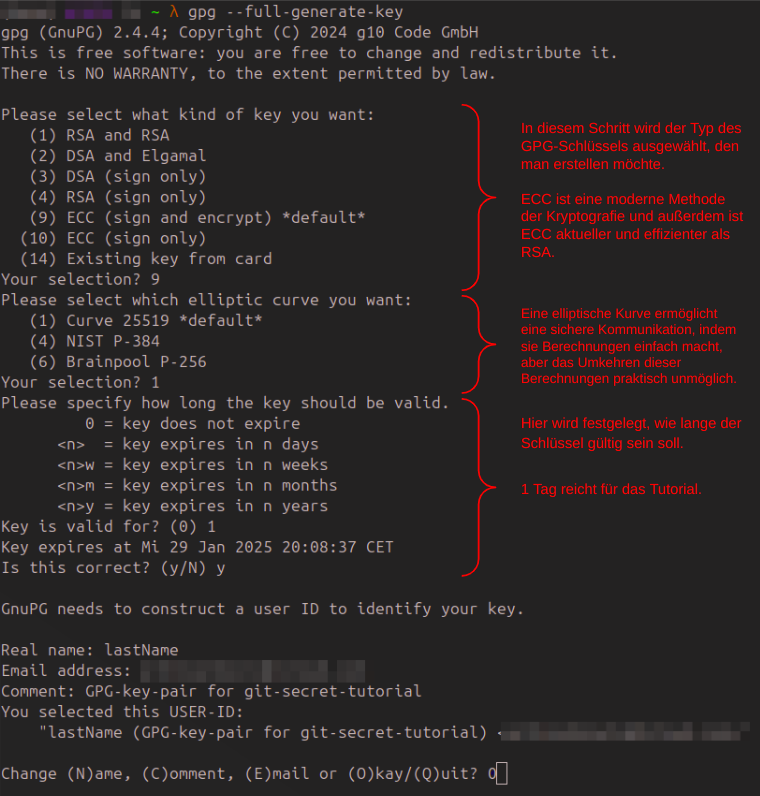 ~ λ gpg --full-generate-key
gpg (GnuPG) 2.4.4; Copyright (C) 2024 g10 Code GmbH
This is free software: you are free to change and redistribute it.
There is NO WARRANTY, to the extent permitted by law.
Please select what kind of key you want:
(1) RSA and RSA
(2) DSA and Elgamal
(3) DSA (sign only)
(4) RSA (sign only)
(9) ECC (sign and encrypt) *default*
(10) ECC (sign only)
(14) Existing key from card
Your selection? 9
In diesem Schritt wird der Typ des
GPG-Schlüssels ausgewählt, den
man erstellen möchte.
ECC ist eine moderne Methode
der Kryptografie und außerdem ist
ECC aktueller und effizienter als
RSA.
Please select which elliptic curve you want:
(1) Curve 25519 *default*
(4) NIST P-384
(6) Brainpool P-256
Your selection? 1
Eine elliptische Kurve ermöglicht
eine sichere Kommunikation, indem
sie Berechnungen einfach macht,
aber das Umkehren dieser
Berechnungen praktisch unmöglich.
Please specify how long the key should be valid.
0 = key does not expire
<n>  = key expires in n days
<n>w = key expires in n weeks
<n>m = key expires in n months
<n>y = key expires in n years
Key is valid for? (0) 1
Key expires at Mi 29 Jan 2025 20:08:37 CET
Is this correct? (y/N) y
Hier wird festgelegt, wie lange der
Schlüssel gültig sein soll.
1 Tag reicht für das Tutorial.
GnuPG needs to construct a user ID to identify your key.
Real name: lastName
Email address:
Comment: GPG-key-pair for git-secret-tutorial
You selected this USER-ID:
"lastName (GPG-key-pair for git-secret-tutorial) <
Change (N)ame, (C)omment, (E)mail or (O)kay/(Q)uit? O